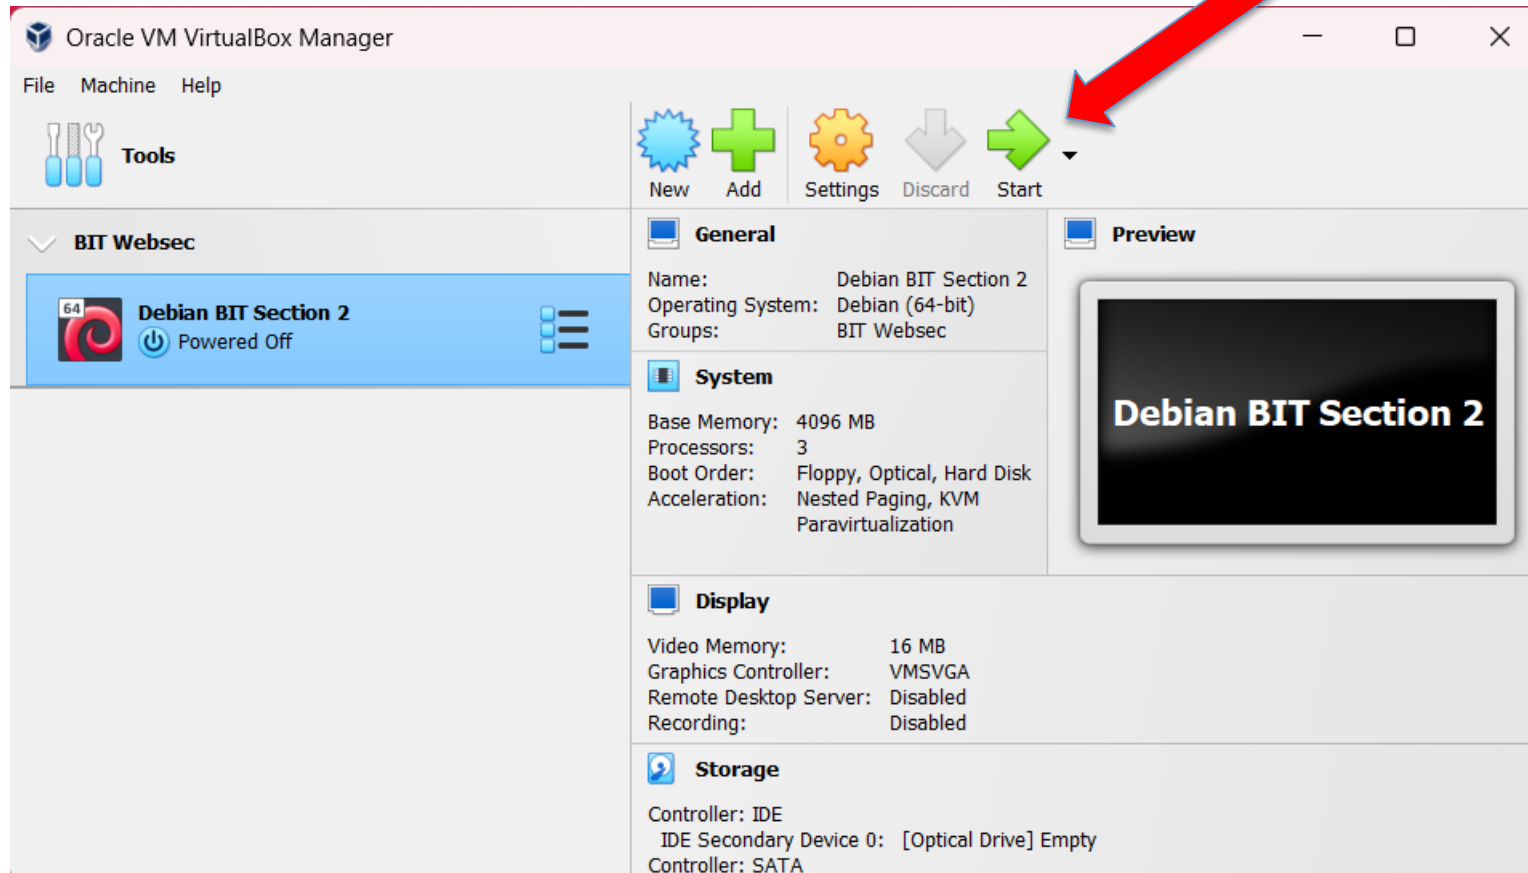 Oracle VM VirtualBox Manager
File Machine Help
Tools
New Add Settings Discard Start
BIT Websec
64
Debian BIT Section 2
Powered Off
General
Name: Debian BIT Section 2
Operating System: Debian (64-bit)
Groups: BIT Websec
Preview
Debian BIT Section 2
System
Base Memory: 4096 MB
Processors: 3
Boot Order: Floppy, Optical, Hard Disk
Acceleration: Nested Paging, KVM
Paravirtualization
Display
Video Memory: 16 MB
Graphics Controller: VMSVGA
Remote Desktop Server: Disabled
Recording: Disabled
Storage
Controller: IDE
IDE Secondary Device 0: [Optical Drive] Empty
Controller: SATA